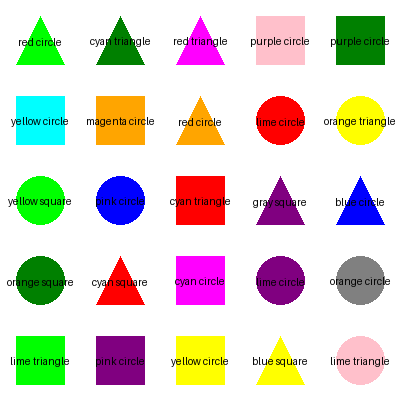 red circle cyan triangle red triangle purple circle purple circle
yellow circle magenta circle red circle lime circle orange triangle
yellow square pink circle cyan triangle gray square blue circle
orange square cyan square cyan circle lime circle orange circle
lime triangle pink circle yellow circle blue square lime triangle